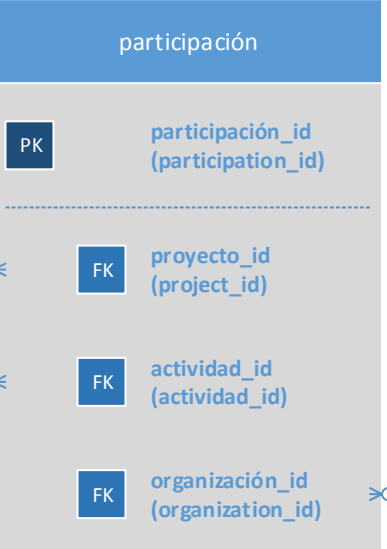 participación
PK
participación_id
(participation_id)
FK
proyecto_id
(project_id)
FK
actividad_id
(actividad_id)
FK
organización_id
(organization_id)